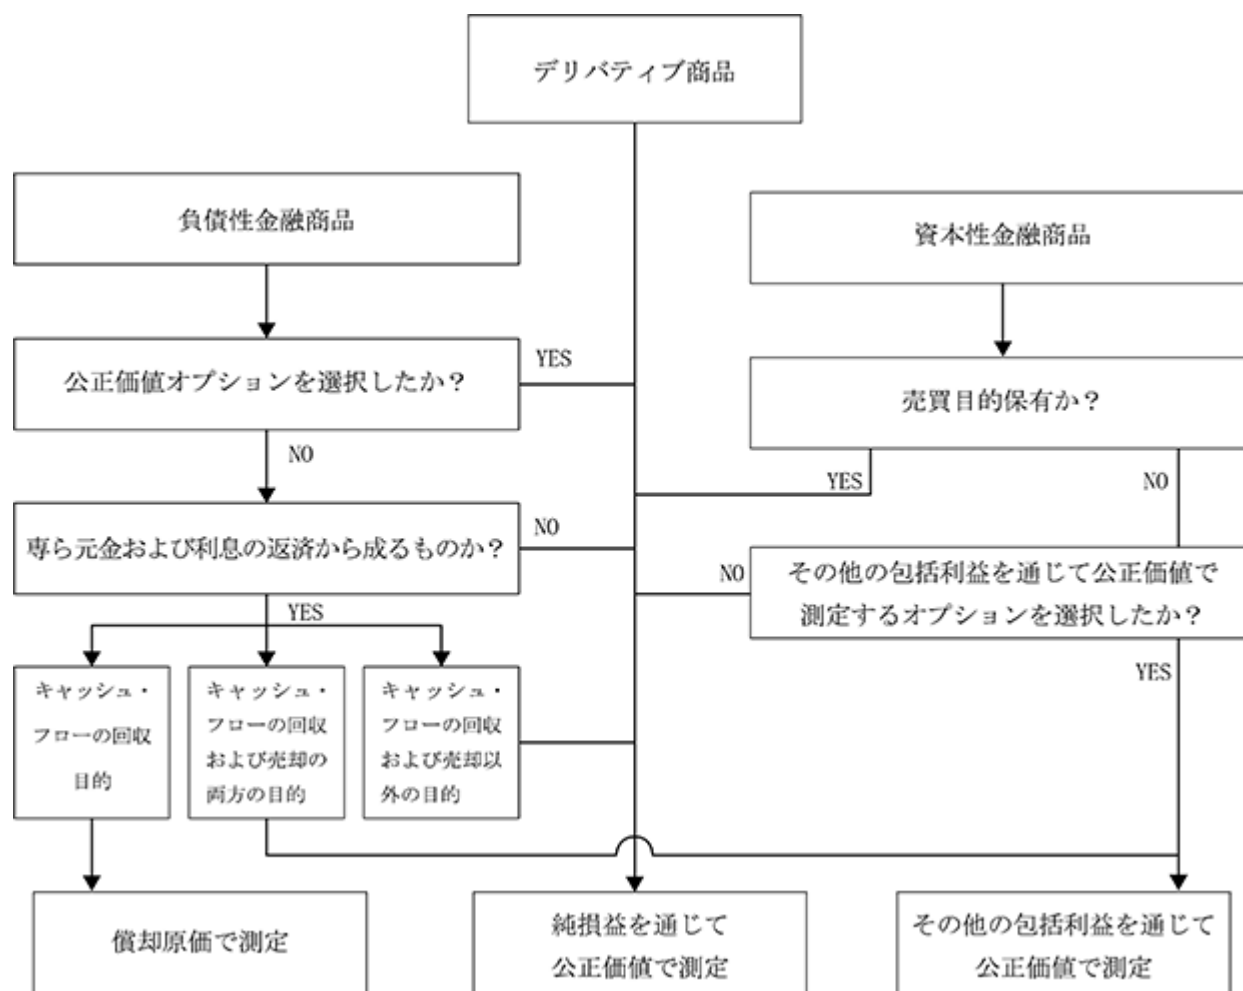 デリバティブ商品
負債性金融商品
資本性金融商品
公正価値オプションを選択したか？
YES
売買目的保有か？
NO
YES
NO
専ら元金および利息の返済から成るものか？
NO
NO
その他の包括利益を通じて公正価値で
測定するオプションを選択したか？
YES
YES
キャッシュ・
フローの回収
目的
キャッシュ・
フローの回収
および売却の
両方の目的
キャッシュ・
フローの回収
および売却以
外の目的
償却原価で測定
純損益を通じて
公正価値で測定
その他の包括利益を通じて
公正価値で測定